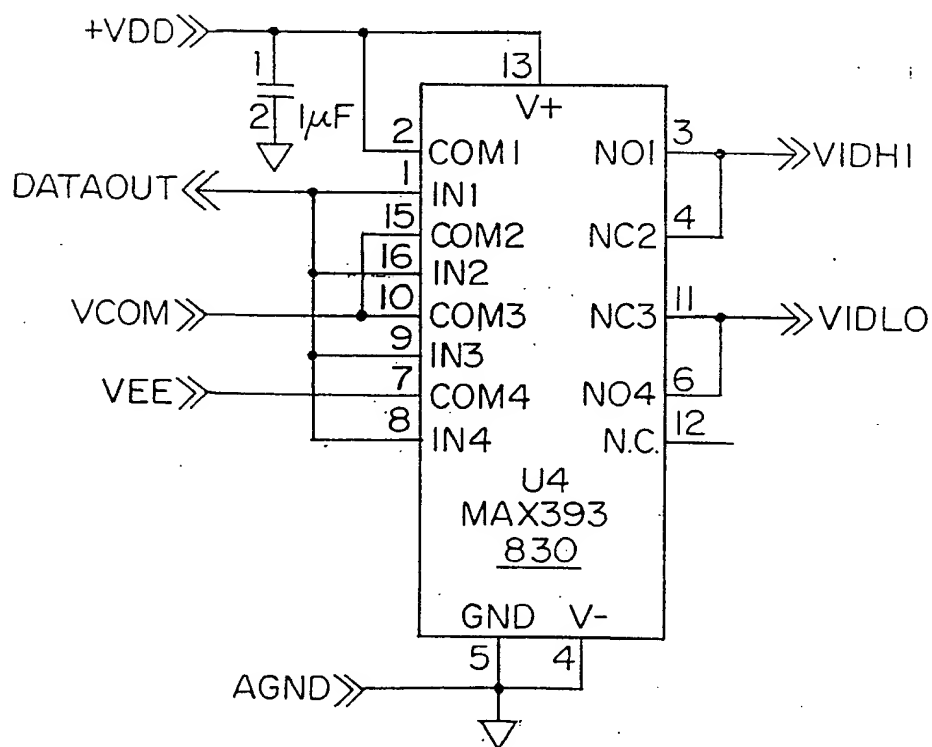 +VDD
13
1
2
1µF
V+
2
COM1
NO1
3
VIDHI
DATAOUT
1
IN1
15
COM2
NC2
4
16
IN2
VCOM
10
COM3
NC3
11
VIDLO
9
IN3
VEE
7
COM4
NO4
6
8
IN4
N.C.
12
U4
MAX393
830
GND
V-
5
4
AGND